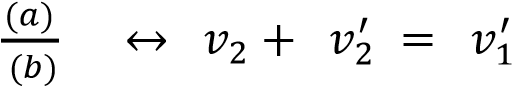 (a)/(b) ↔ v₂ + v₂′ = v₁′